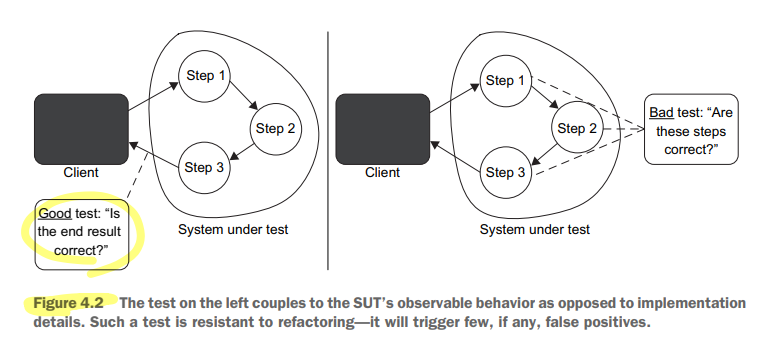 Step 1
Step 2
Step 3
Client
System under test
Good test: “Is
the end result
correct?”
Step 1
Step 2
Step 3
Client
System under test
Bad test: “Are
these steps
correct?”
Figure 4.2 The test on the left couples to the SUT’s observable behavior as opposed to implementation
details. Such a test is resistant to refactoring—it will trigger few, if any, false positives.